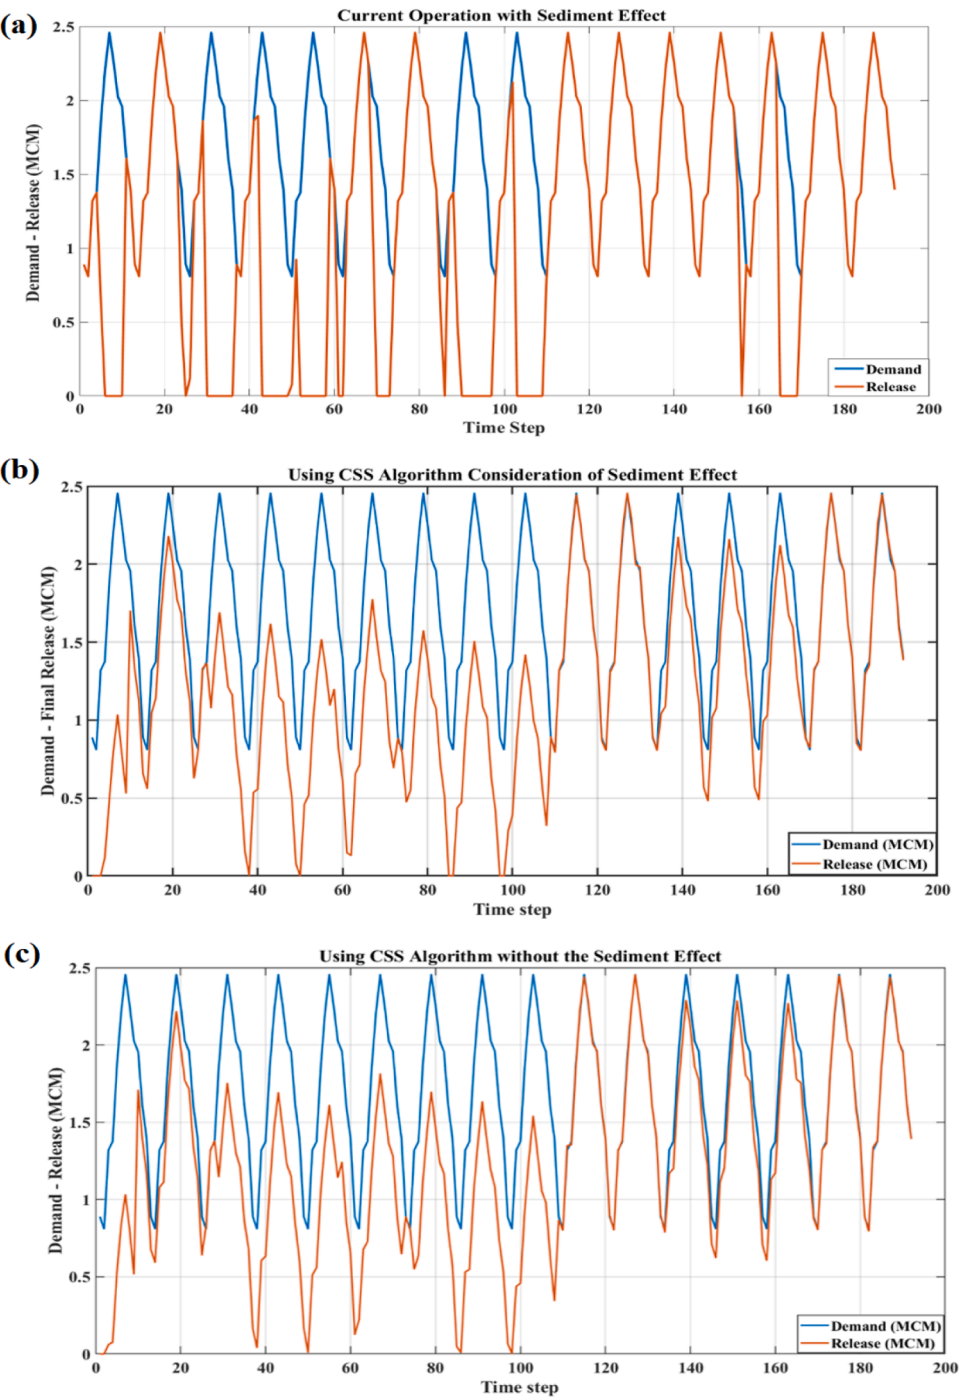 (a)
Current Operation with Sediment Effect
Demand - Release (MCM)
2.5
2
1.5
1
0.5
0
0 20 40 60 80 100 120 140 160 180 200
Time Step
Demand
Release
(b)
Using CSS Algorithm Consideration of Sediment Effect
Demand - Final Release (MCM)
2.5
2
1.5
1
0.5
0
0 20 40 60 80 100 120 140 160 180 200
Time step
Demand (MCM)
Release (MCM)
(c)
Using CSS Algorithm without the Sediment Effect
Demand - Release (MCM)
2.5
2
1.5
1
0.5
0
0 20 40 60 80 100 120 140 160 180 200
Time step
Demand (MCM)
Release (MCM)